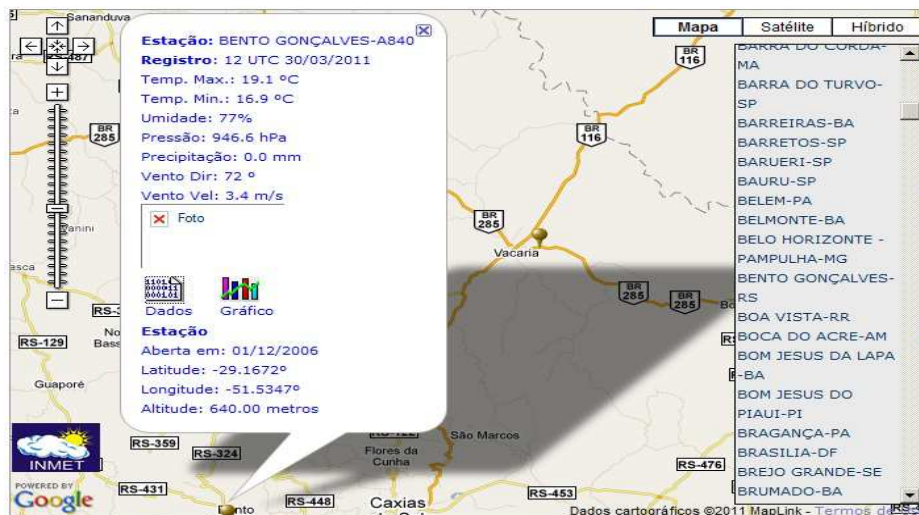 Sananduva
Estação: BENTO GONÇALVES-A840
Registro: 12 UTC 30/03/2011
Temp. Max.: 19.1 ºC
Temp. Min.: 16.9 ºC
Umidade: 77%
Pressão: 946.6 hPa
Precipitação: 0.0 mm
Vento Dir: 72 º
Vento Vel: 3.4 m/s
Foto
Dados Gráfico
Estação
Aberta em: 01/12/2006
Latitude: -29.1672º
Longitude: -51.5347º
Altitude: 640.00 metros
Mapa Satélite Híbrido
BARRA DO CORDA-
MA
BARRA DO TURVO-
SP
BARREIRAS-BA
BARRETOS-SP
BARUERI-SP
BAURU-SP
BELEM-PA
BELMONTE-BA
BELO HORIZONTE -
PAMPULHA-MG
BENTO GONÇALVES-
RS
BOA VISTA-RR
BOCA DO ACRE-AM
BOM JESUS DA LAPA
-BA
BOM JESUS DO
PIAUI-PI
BRAGANÇA-PA
BRASILIA-DF
BREJO GRANDE-SE
BRUMADO-BA
BR
116
BR
285
BR
116
BR
285
Vacaria
BR
285
BR
285
RS-129
Guaporé
RS-359
RS-324
São Marcos
Flores da
Cunha
RS-476
INMET
POWERED BY
Google
RS-431
RS-448
Caxias
RS-453
Dados cartográficos ©2011 MapLink - Termos de